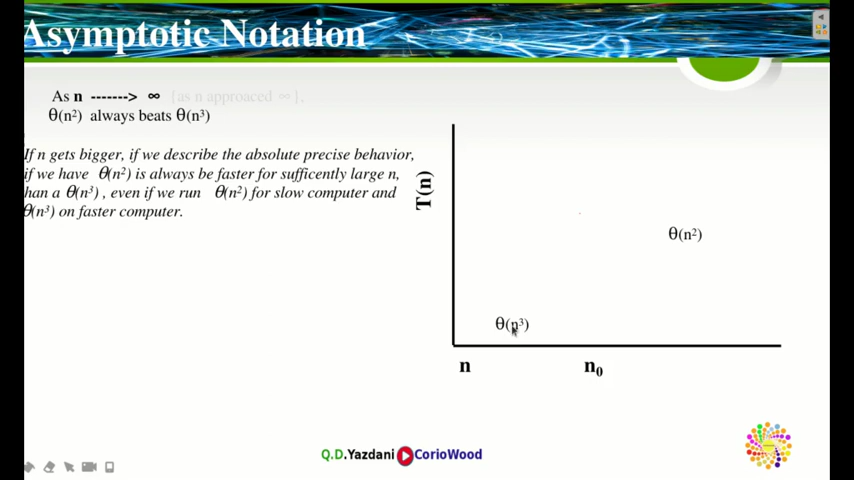 Asymptotic Notation
As n -------> ∞ {as n approaced ∞},
θ(n²) always beats θ(n³)
If n gets bigger, if we describe the absolute precise behavior,
if we have θ(n²) is always be faster for sufficently large n,
han a θ(n³) , even if we run θ(n²) for slow computer and
θ(n³) on faster computer.
T(n)
θ(n²)
θ(n³)
n n₀
Q.D.Yazdani CorioWood